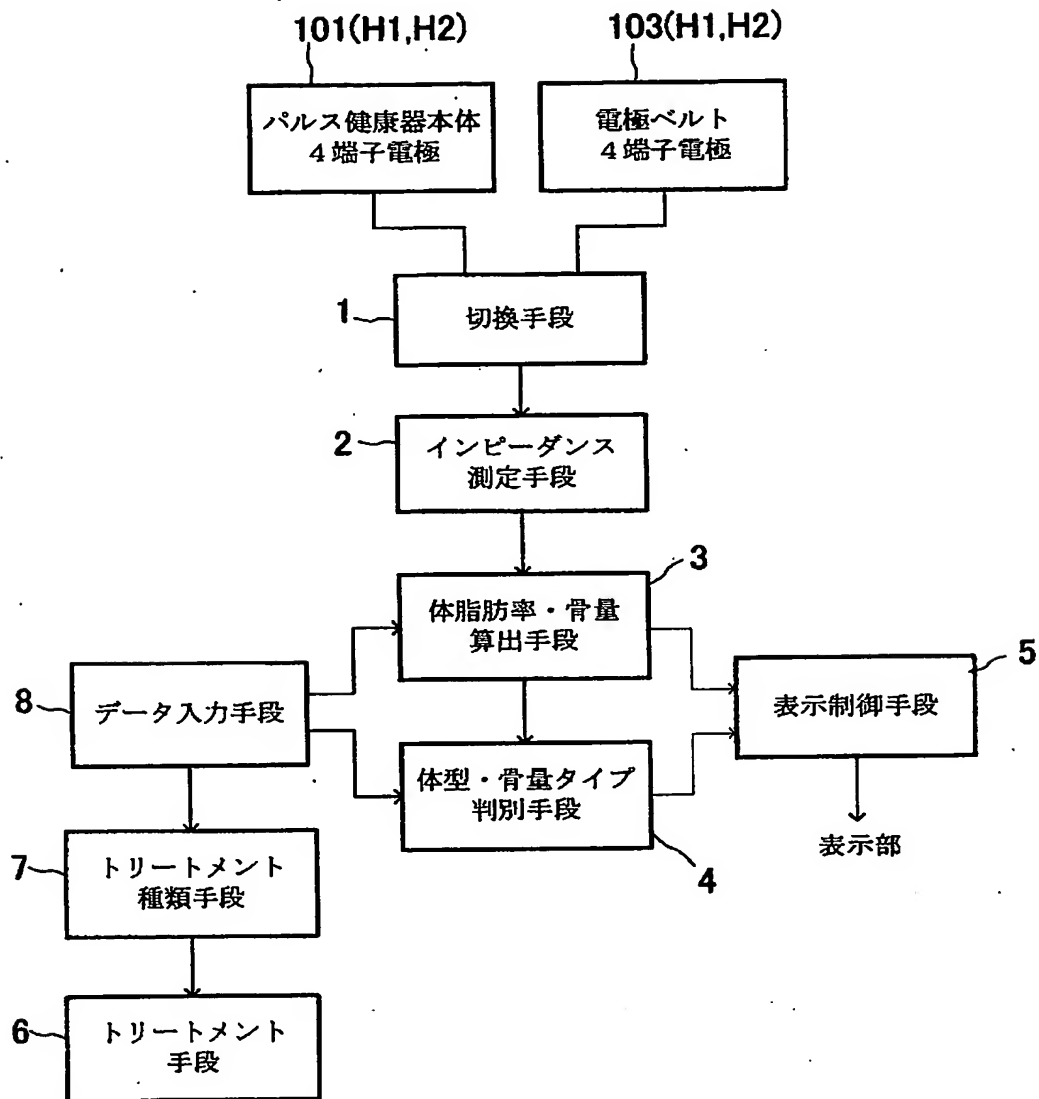 101(H1,H2)
103(H1,H2)
パルス健康器本体
4端子電極
電極ベルト
4端子電極
1
切換手段
2
インピーダンス
測定手段
3
体脂肪率・骨量
算出手段
8
データ入力手段
5
表示制御手段
体型・骨量タイプ
判別手段
4
表示部
7
トリートメント
種類手段
6
トリートメント
手段